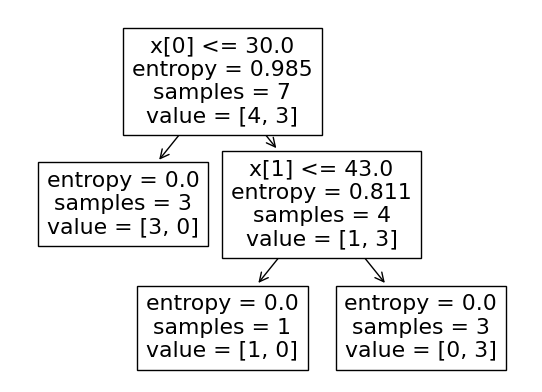 x[0] <= 30.0
entropy = 0.985
samples = 7
value = [4, 3]
entropy = 0.0
samples = 3
value = [3, 0]
x[1] <= 43.0
entropy = 0.811
samples = 4
value = [1, 3]
entropy = 0.0
samples = 1
value = [1, 0]
entropy = 0.0
samples = 3
value = [0, 3]